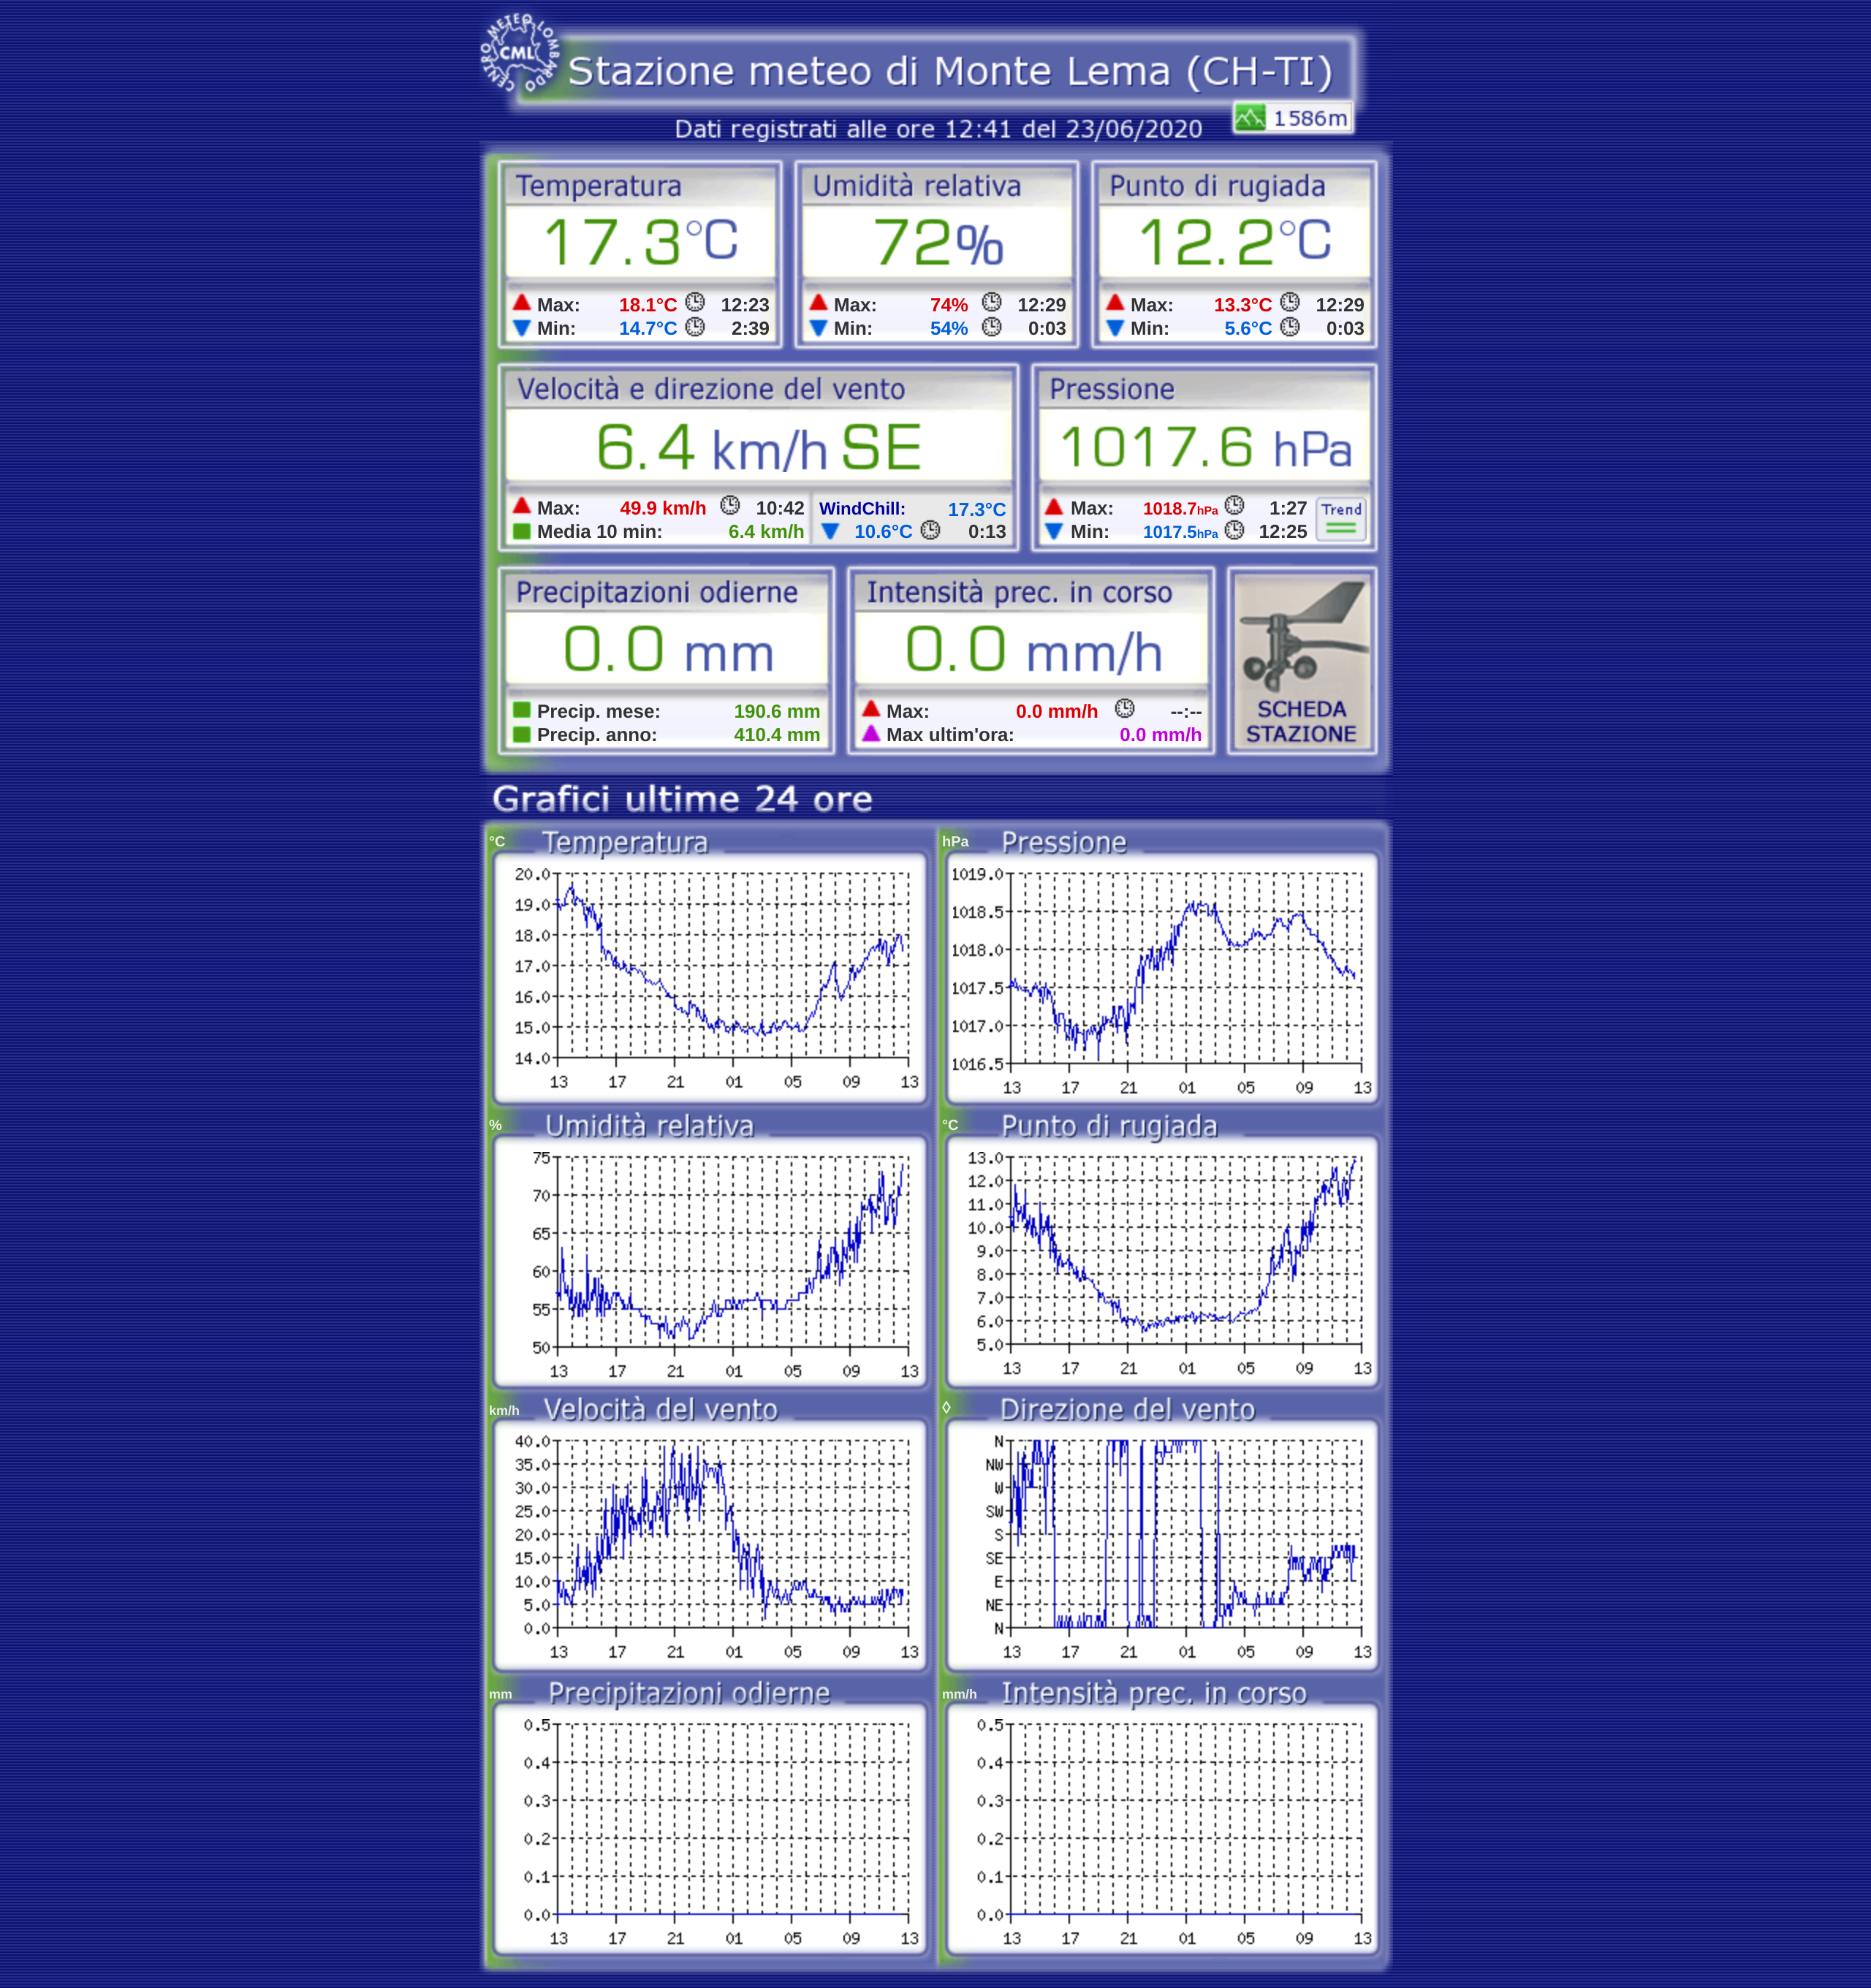 CENTRO METEO LOMBARDO
CML
Stazione meteo di Monte Lema (CH-TI)
1586m
Dati registrati alle ore 12:41 del 23/06/2020
Temperatura
17.3°C
Max: 18.1°C 12:23
Min: 14.7°C 2:39
Umidità relativa
72%
Max: 74% 12:29
Min: 54% 0:03
Punto di rugiada
12.2°C
Max: 13.3°C 12:29
Min: 5.6°C 0:03
Velocità e direzione del vento
6.4 km/h SE
Max: 49.9 km/h 10:42
Media 10 min: 6.4 km/h
WindChill: 17.3°C
10.6°C 0:13
Pressione
1017.6 hPa
Max: 1018.7hPa 1:27
Min: 1017.5hPa 12:25
Trend
Precipitazioni odierne
0.0 mm
Precip. mese: 190.6 mm
Precip. anno: 410.4 mm
Intensità prec. in corso
0.0 mm/h
Max: 0.0 mm/h --:--
Max ultim'ora: 0.0 mm/h
SCHEDA
STAZIONE
Grafici ultime 24 ore
°C Temperatura
20.0
19.0
18.0
17.0
16.0
15.0
14.0
13 17 21 01 05 09 13
hPa Pressione
1019.0
1018.5
1018.0
1017.5
1017.0
1016.5
13 17 21 01 05 09 13
% Umidità relativa
75
70
65
60
55
50
13 17 21 01 05 09 13
°C Punto di rugiada
13.0
12.0
11.0
10.0
9.0
8.0
7.0
6.0
5.0
13 17 21 01 05 09 13
km/h Velocità del vento
40.0
35.0
30.0
25.0
20.0
15.0
10.0
5.0
0.0
13 17 21 01 05 09 13
◊ Direzione del vento
N
NW
W
SW
S
SE
E
NE
N
13 17 21 01 05 09 13
mm Precipitazioni odierne
0.5
0.4
0.3
0.2
0.1
0.0
13 17 21 01 05 09 13
mm/h Intensità prec. in corso
0.5
0.4
0.3
0.2
0.1
0.0
13 17 21 01 05 09 13